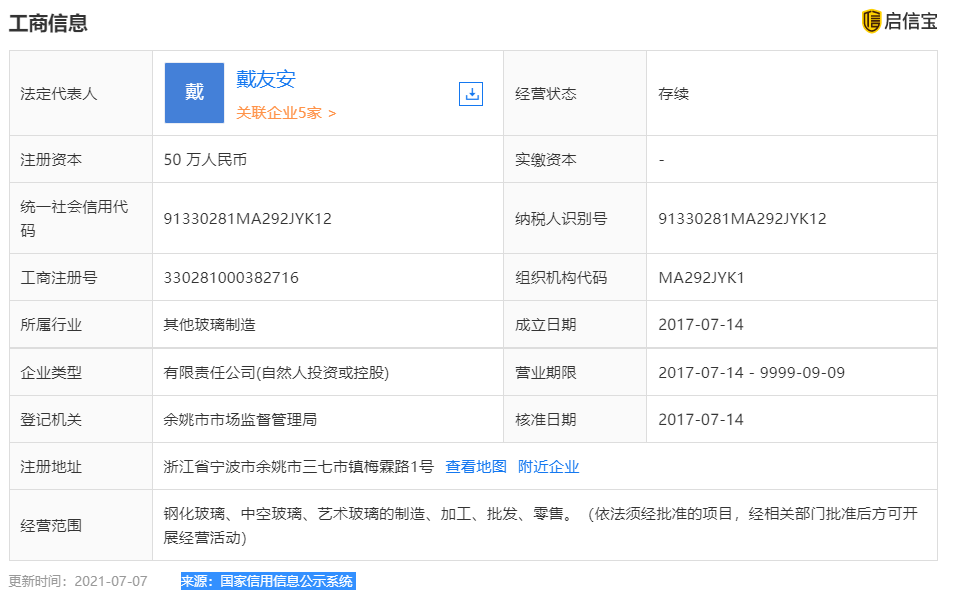 工商信息
启信宝
法定代表人
戴
戴友安
关联企业5家 >
经营状态
存续
注册资本
50 万人民币
实缴资本
-
统一社会信用代
码
91330281MA292JYK12
纳税人识别号
91330281MA292JYK12
工商注册号
330281000382716
组织机构代码
MA292JYK1
所属行业
其他玻璃制造
成立日期
2017-07-14
企业类型
有限责任公司(自然人投资或控股)
营业期限
2017-07-14 - 9999-09-09
登记机关
余姚市市场监督管理局
核准日期
2017-07-14
注册地址
浙江省宁波市余姚市三七市镇梅霖路1号 查看地图 附近企业
经营范围
钢化玻璃、中空玻璃、艺术玻璃的制造、加工、批发、零售。（依法须经批准的项目，经相关部门批准后方可开
展经营活动）
更新时间：2021-07-07 来源：国家信用信息公示系统